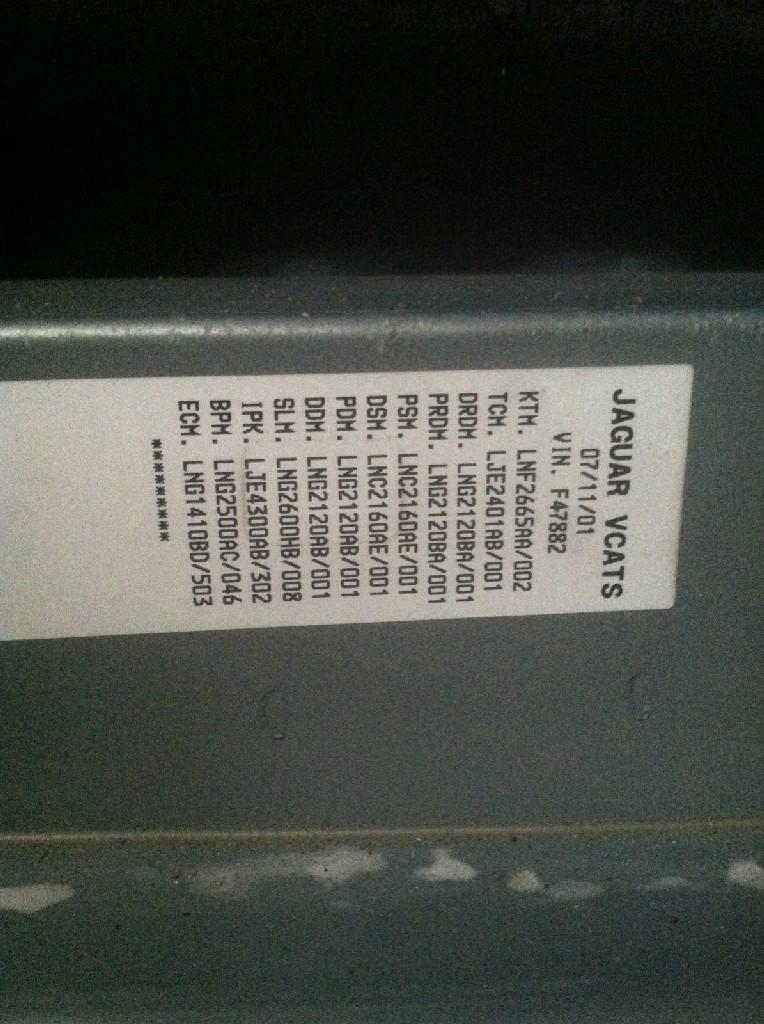 JAGUAR VCATS
07/11/01
VIN. F47882
KTM. LNF2665AA/002
TCM. LJE2401AB/001
DRDM. LNG2120BA/001
PRDM. LNG2120BA/001
PSM. LNC2160AE/001
DSM. LNC2160AE/001
PDM. LNG2120AB/001
DDM. LNG2120AB/001
SLM. LNG2600HB/008
IPK. LJE4300AB/302
BPM. LNG2500AC/046
ECM. LNG1410BD/503
**********